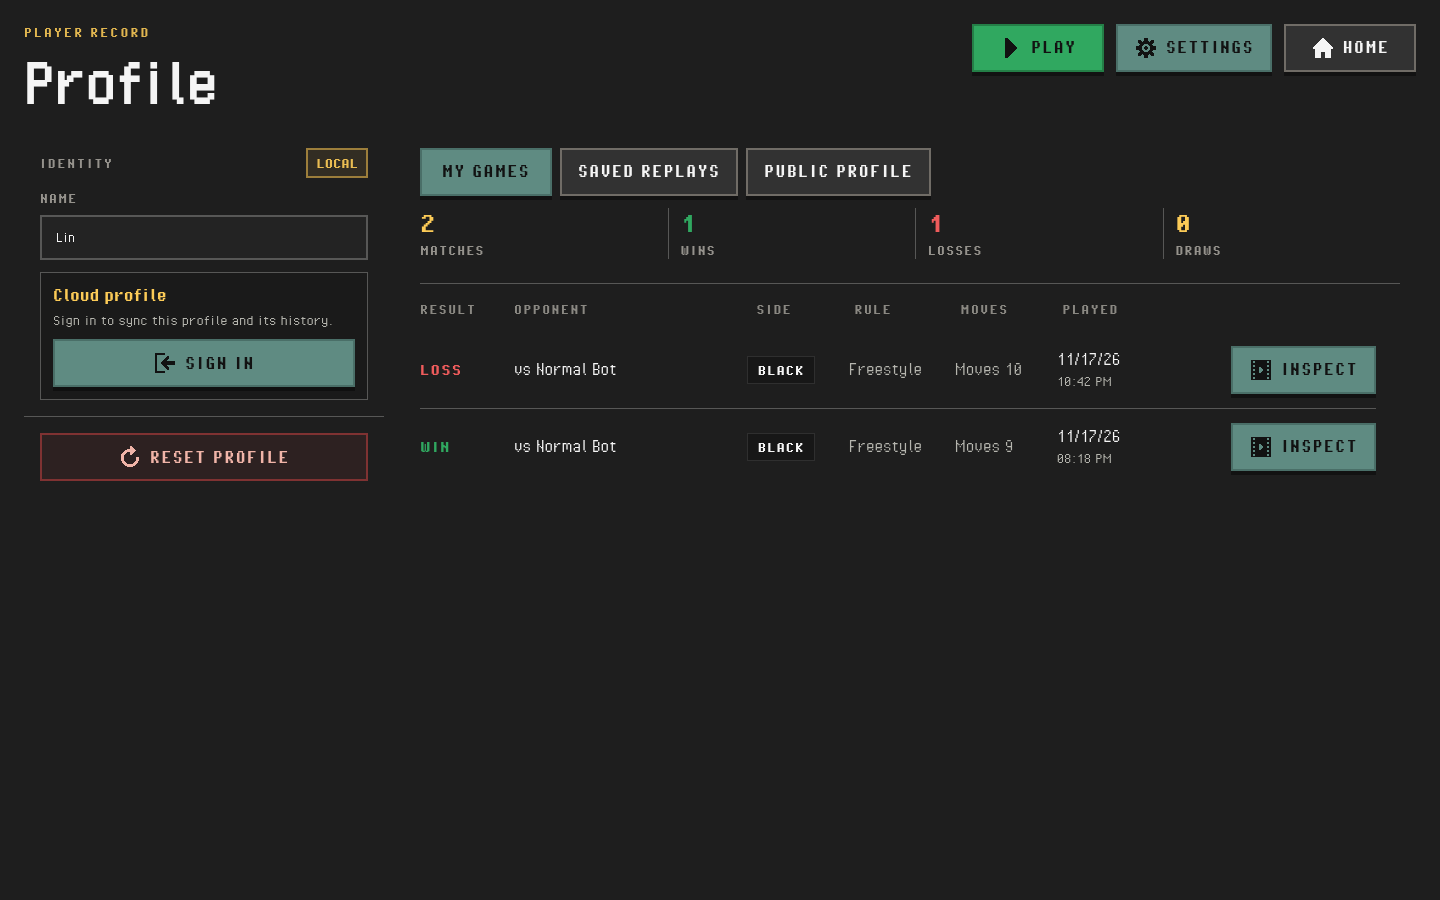 PLAYER RECORD
Profile
PLAY
SETTINGS
HOME
IDENTITY
LOCAL
NAME
Lin
Cloud profile
Sign in to sync this profile and its history.
SIGN IN
RESET PROFILE
MY GAMES
SAVED REPLAYS
PUBLIC PROFILE
2
MATCHES
1
WINS
1
LOSSES
0
DRAWS
RESULT OPPONENT SIDE RULE MOVES PLAYED
LOSS vs Normal Bot BLACK Freestyle Moves 10 11/17/26
10:42 PM
INSPECT
WIN vs Normal Bot BLACK Freestyle Moves 9 11/17/26
08:18 PM
INSPECT